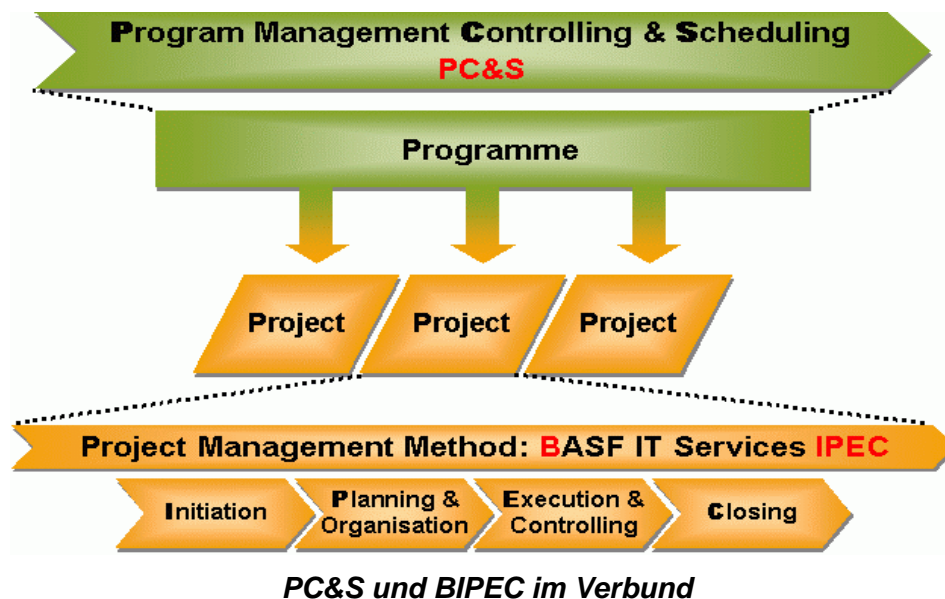 Program Management Controlling & Scheduling
PC&S
Programme
Project Project Project
Project Management Method: BASF IT Services IPEC
Initiation
Planning &
Organisation
Execution &
Controlling
Closing
PC&S und BIPEC im Verbund